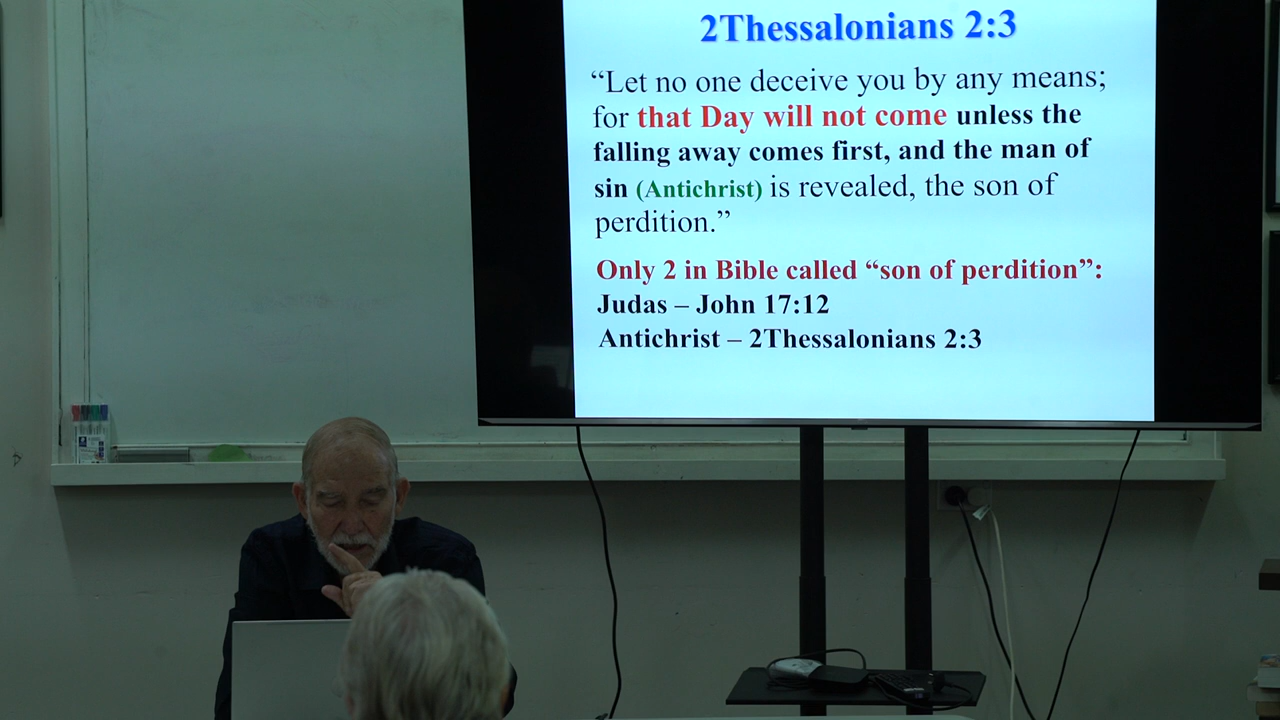 2Thessalonians 2:3
“Let no one deceive you by any means;
for that Day will not come unless the
falling away comes first, and the man of
sin (Antichrist) is revealed, the son of
perdition.”
Only 2 in Bible called “son of perdition”:
Judas – John 17:12
Antichrist – 2Thessalonians 2:3